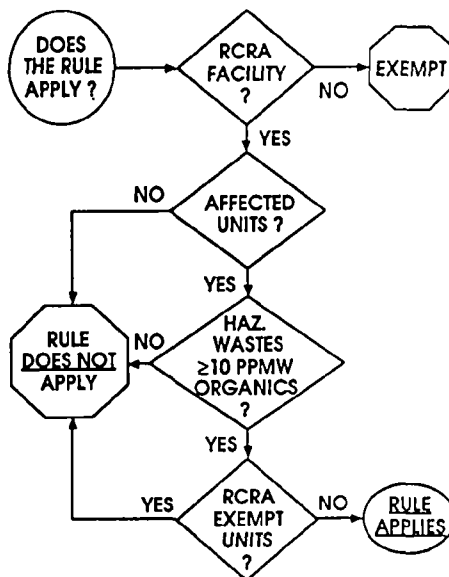 DOES
THE RULE
APPLY ?
RCRA
FACILITY
?
NO
EXEMPT
YES
NO
AFFECTED
UNITS ?
YES
RULE
DOES NOT
APPLY
NO
HAZ.
WASTES
≥10 PPMW
ORGANICS
?
YES
YES
RCRA
EXEMPT
UNITS
?
NO
RULE
APPLIES